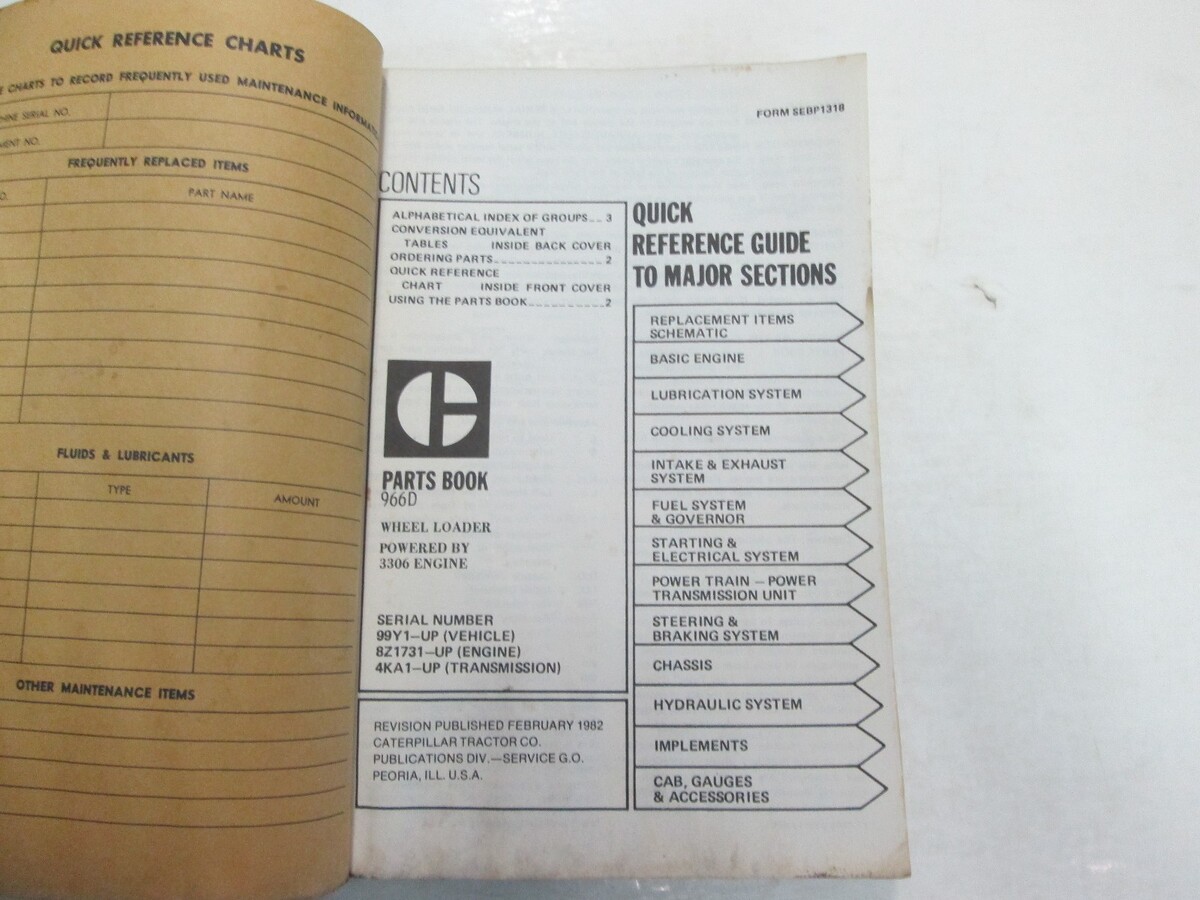 QUICK REFERENCE CHARTS
CHARTS TO RECORD FREQUENTLY USED MAINTENANCE
SERIAL NO.
NO.
FREQUENTLY REPLACED ITEMS
PART NAME
FLUIDS & LUBRICANTS
TYPE
AMOUNT
OTHER MAINTENANCE ITEMS
FORM SEBP1318
CONTENTS
ALPHABETICAL INDEX OF GROUPS__ 3
CONVERSION EQUIVALENT
TABLES INSIDE BACK COVER
ORDERING PARTS_______________2
QUICK REFERENCE
CHART INSIDE FRONT COVER
USING THE PARTS BOOK__________2
PARTS BOOK
966D
WHEEL LOADER
POWERED BY
3306 ENGINE
SERIAL NUMBER
99Y1–UP (VEHICLE)
8Z1731–UP (ENGINE)
4KA1–UP (TRANSMISSION)
REVISION PUBLISHED FEBRUARY 1982
CATERPILLAR TRACTOR CO.
PUBLICATIONS DIV.—SERVICE G.O.
PEORIA, ILL. U.S.A.
QUICK
REFERENCE GUIDE
TO MAJOR SECTIONS
REPLACEMENT ITEMS
SCHEMATIC
BASIC ENGINE
LUBRICATION SYSTEM
COOLING SYSTEM
INTAKE & EXHAUST
SYSTEM
FUEL SYSTEM
& GOVERNOR
STARTING &
ELECTRICAL SYSTEM
POWER TRAIN – POWER
TRANSMISSION UNIT
STEERING &
BRAKING SYSTEM
CHASSIS
HYDRAULIC SYSTEM
IMPLEMENTS
CAB, GAUGES
& ACCESSORIES